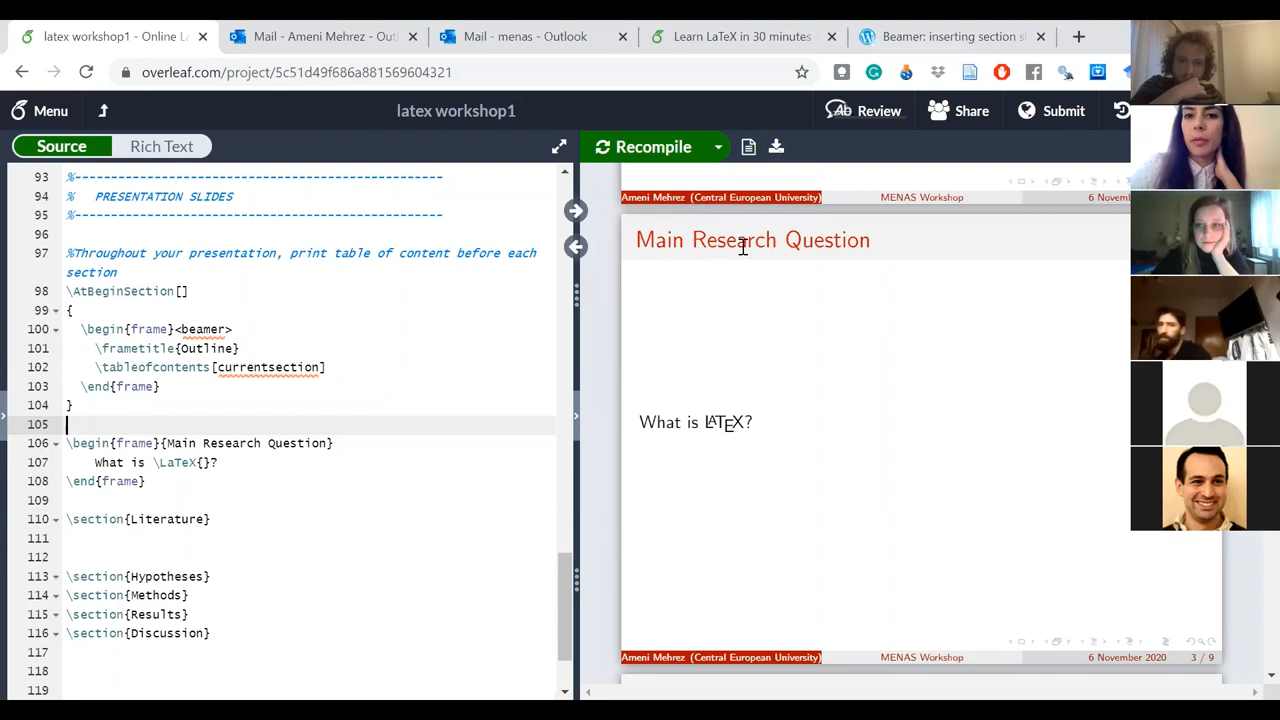 latex workshop1 - Online La
Mail - Ameni Mehrez - Outl
Mail - menas - Outlook
Learn LaTeX in 30 minutes -
Beamer: inserting section sl
overleaf.com/project/5c51d49f686a881569604321
Menu
latex workshop1
Ab Review
Share
Submit
Source
Rich Text
Recompile
93 %-----------------------------------------------
94 % PRESENTATION SLIDES
95 %-----------------------------------------------
96
97 %Throughout your presentation, print table of content before each
section
98 \AtBeginSection[]
99 {
100 \begin{frame}<beamer>
101 \frametitle{Outline}
102 \tableofcontents[currentsection]
103 \end{frame}
104 }
105
106 \begin{frame}{Main Research Question}
107 What is \LaTeX{}?
108 \end{frame}
109
110 \section{Literature}
111
112
113 \section{Hypotheses}
114 \section{Methods}
115 \section{Results}
116 \section{Discussion}
117
118
119
Ameni Mehrez (Central European University) MENAS Workshop 6 Novem
Main Research Question
What is LATEX?
Ameni Mehrez (Central European University) MENAS Workshop 6 November 2020 3 / 9